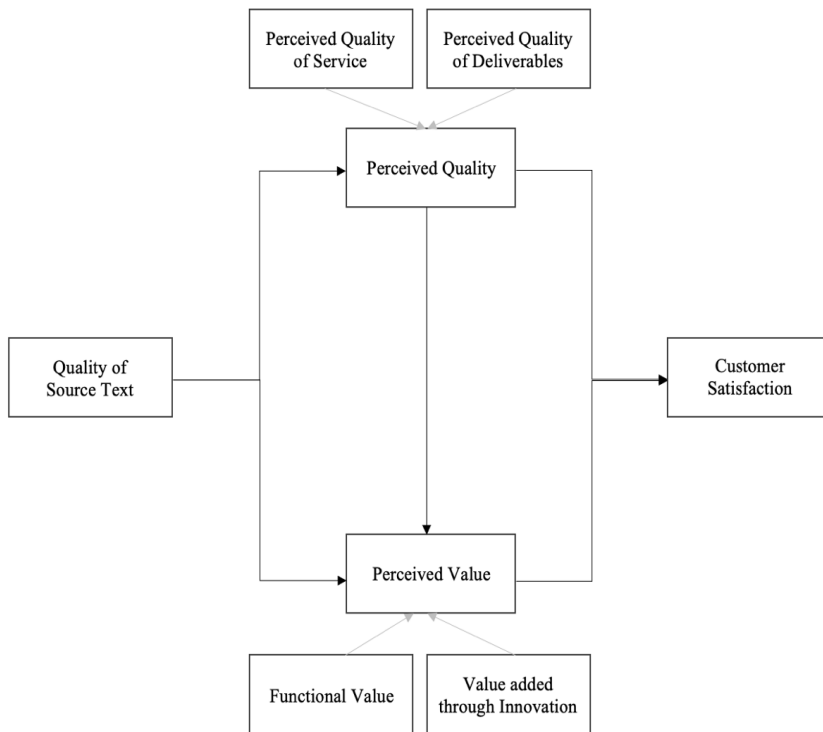 Perceived Quality
of Service
Perceived Quality
of Deliverables
Perceived Quality
Quality of
Source Text
Customer
Satisfaction
Perceived Value
Functional Value
Value added
through Innovation